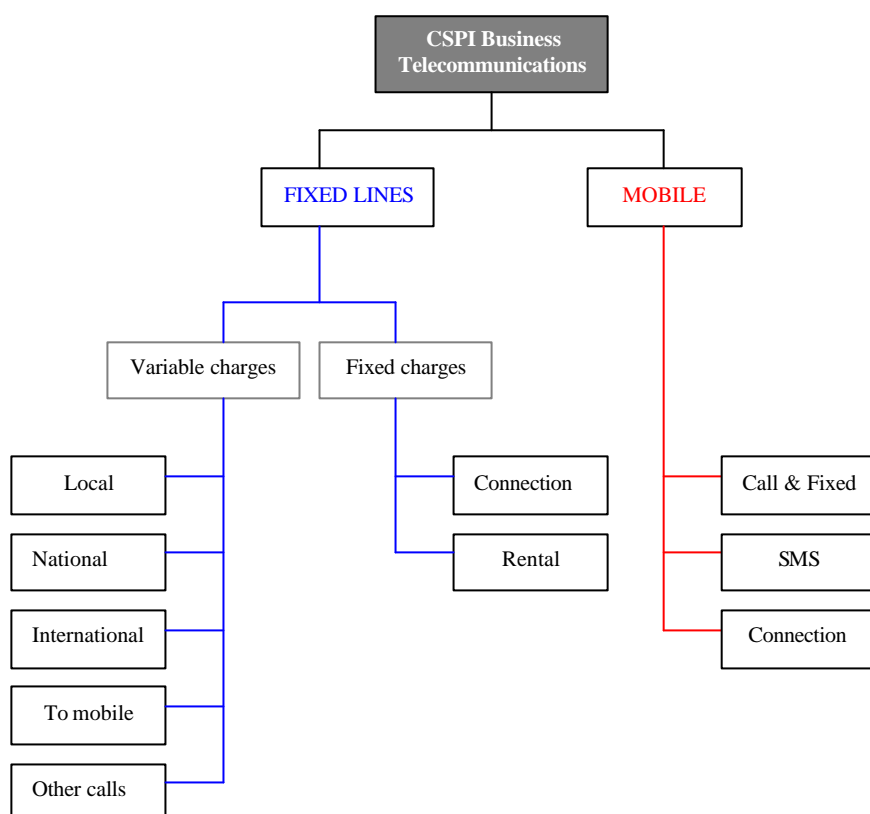 CSPI Business
Telecommunications
FIXED LINES
MOBILE
Variable charges
Fixed charges
Local
Connection
Call & Fixed
National
Rental
SMS
International
Connection
To mobile
Other calls